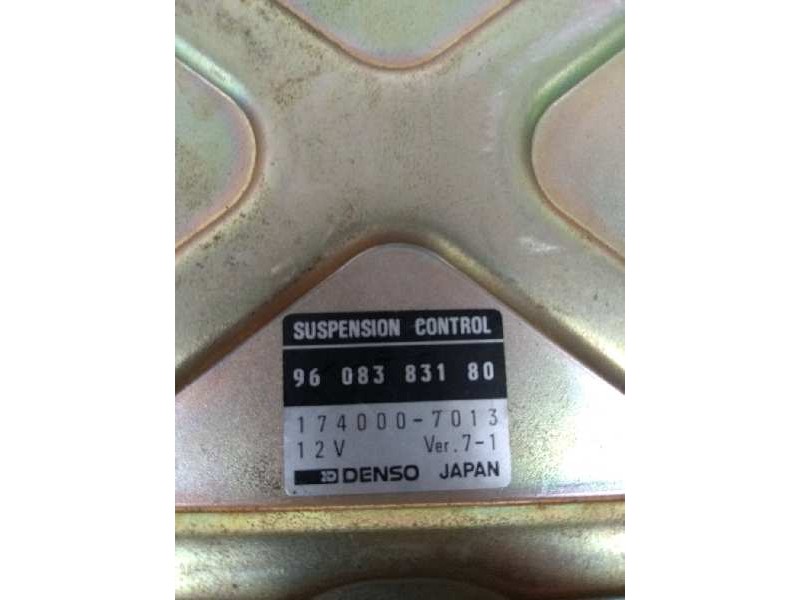 SUSPENSION CONTROL
96 083 831 80
174000-7013
12V Ver.7-1
DENSO JAPAN